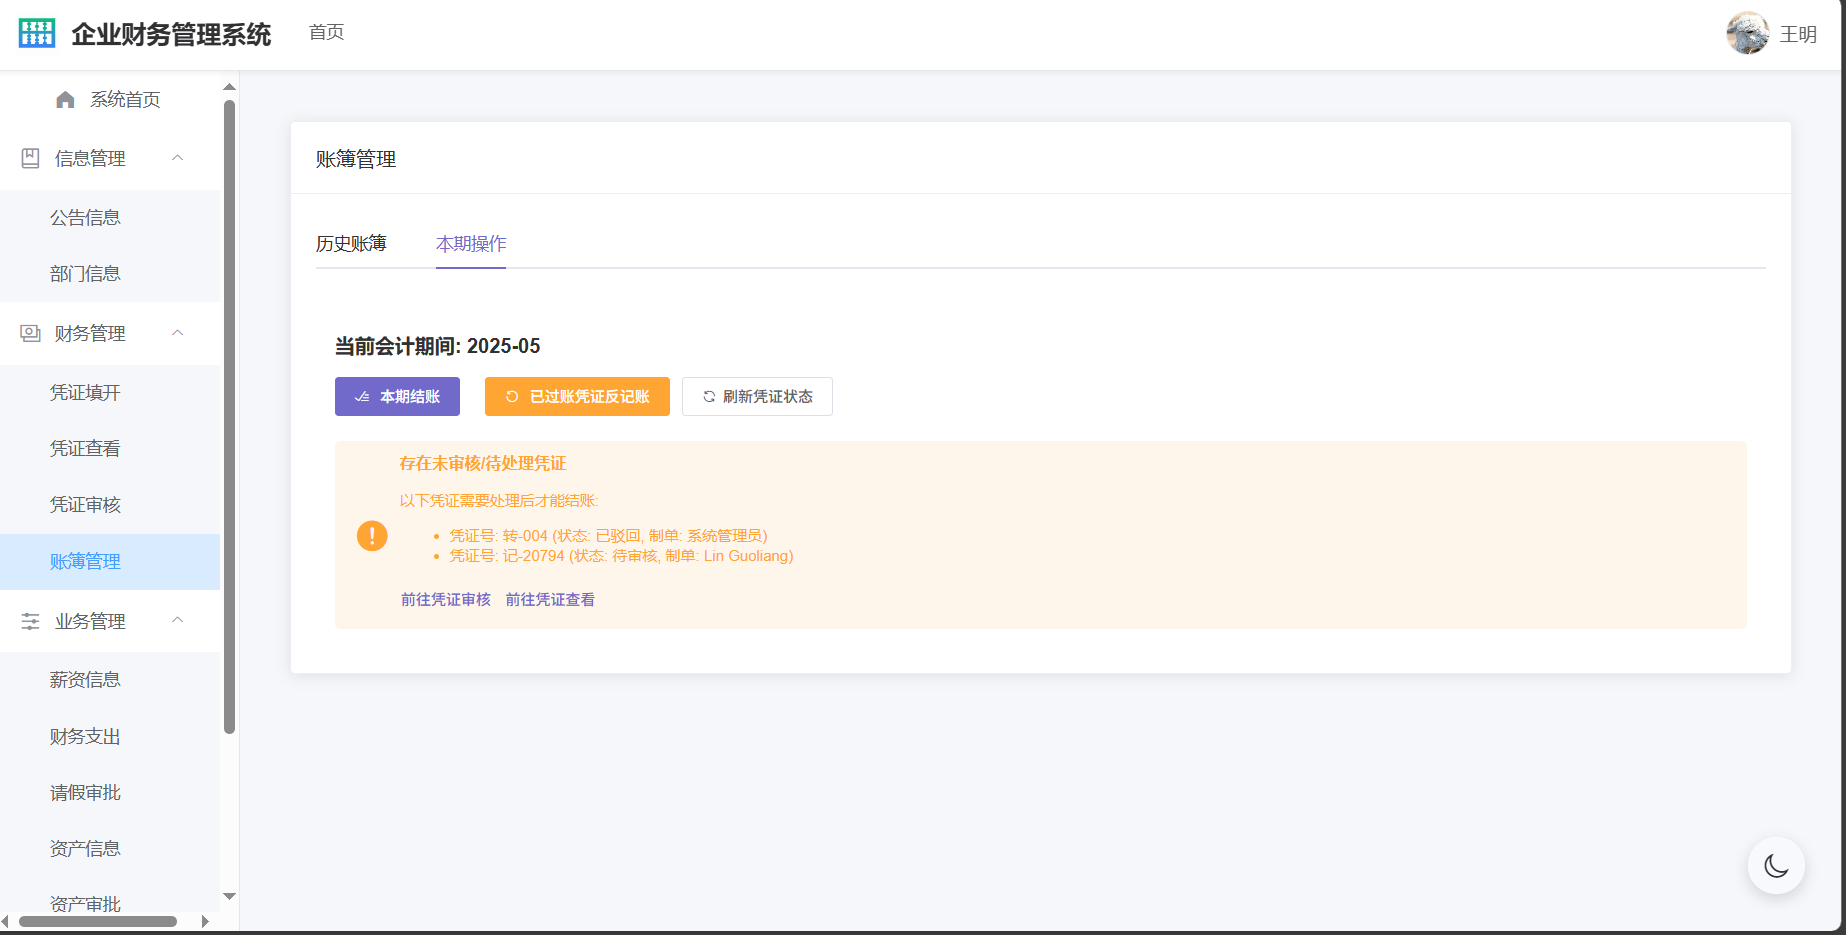 企业财务管理系统
首页
王明
系统首页
信息管理
公告信息
部门信息
财务管理
凭证填开
凭证查看
凭证审核
账簿管理
业务管理
薪资信息
财务支出
请假审批
资产信息
资产审批
账簿管理
历史账簿 本期操作
当前会计期间: 2025-05
本期结账 已过账凭证反记账 刷新凭证状态
存在未审核/待处理凭证
以下凭证需要处理后才能结账:
凭证号: 转-004 (状态: 已驳回, 制单: 系统管理员)
凭证号: 记-20794 (状态: 待审核, 制单: Lin Guoliang)
前往凭证审核 前往凭证查看